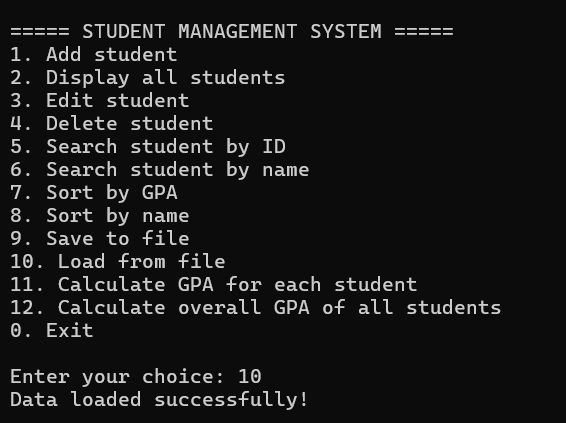 ===== STUDENT MANAGEMENT SYSTEM =====
1. Add student
2. Display all students
3. Edit student
4. Delete student
5. Search student by ID
6. Search student by name
7. Sort by GPA
8. Sort by name
9. Save to file
10. Load from file
11. Calculate GPA for each student
12. Calculate overall GPA of all students
0. Exit
Enter your choice: 10
Data loaded successfully!